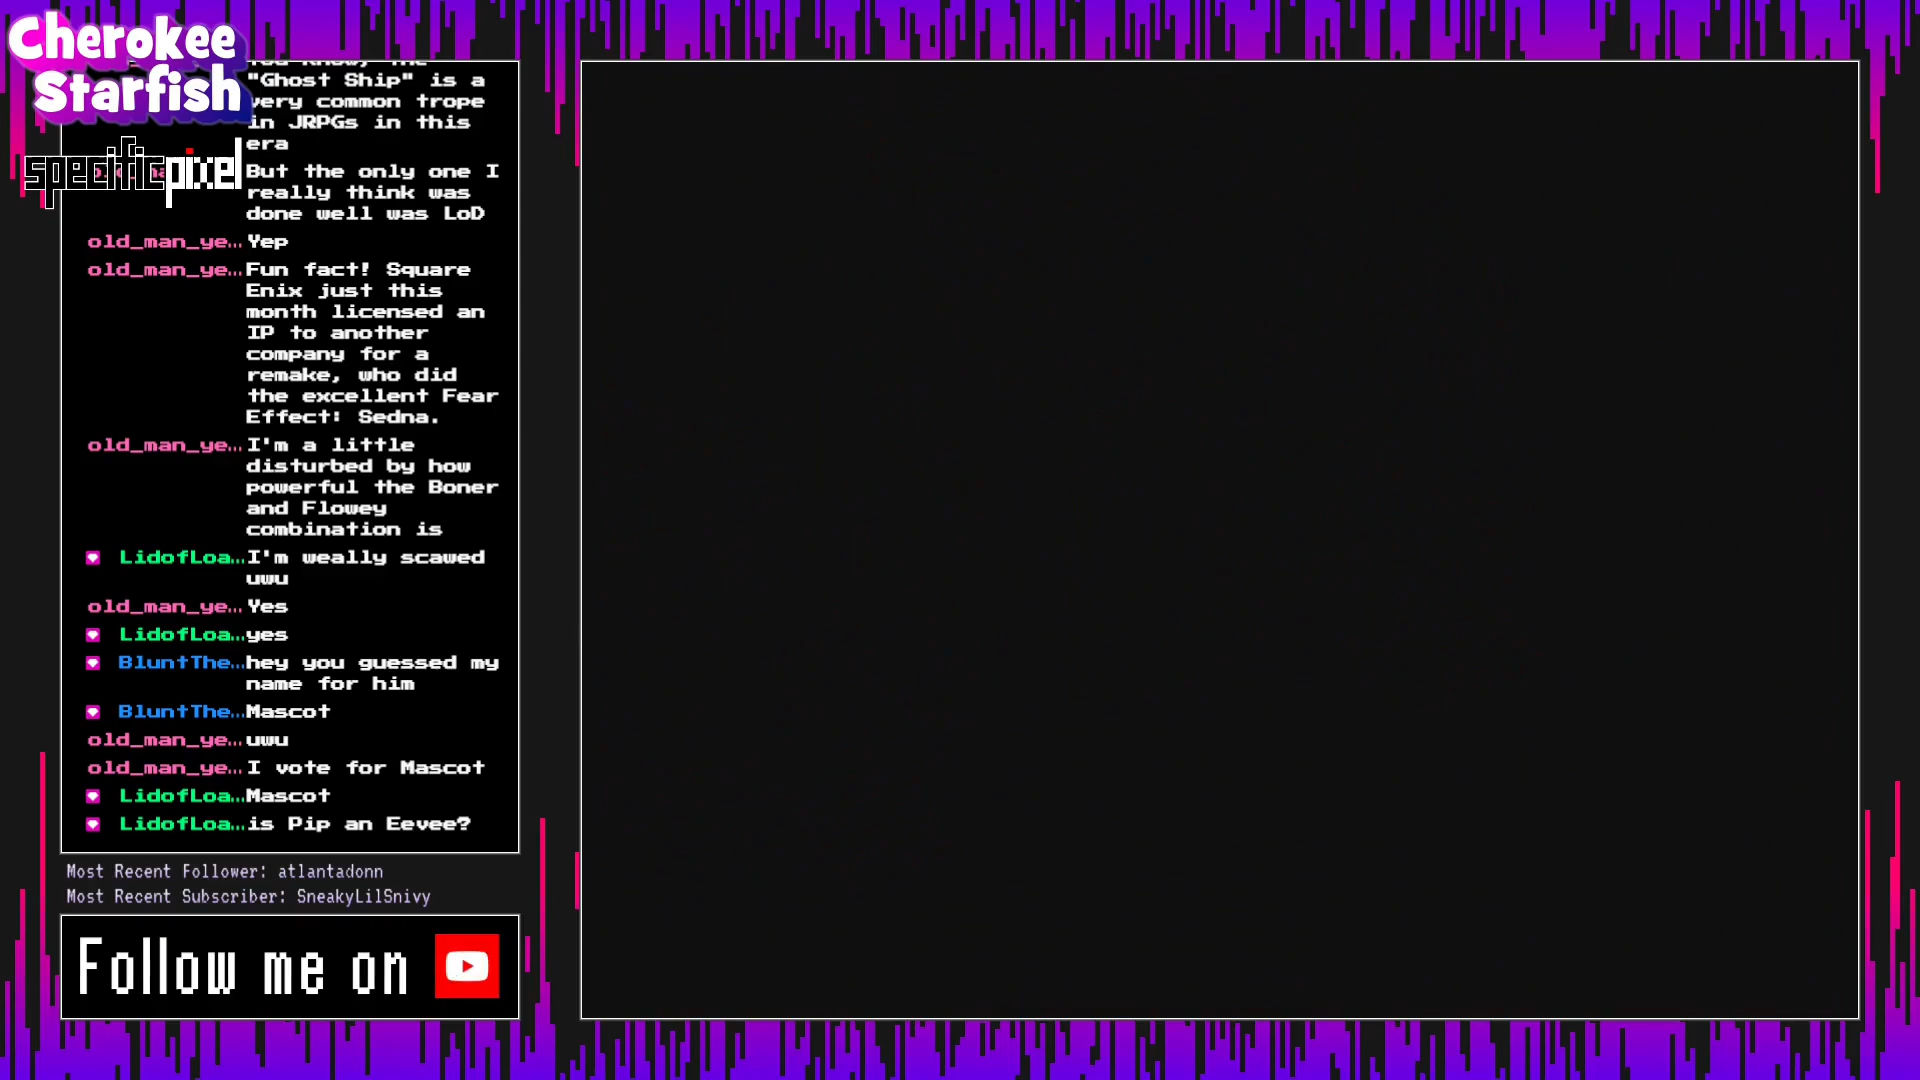 Cherokee
Starfish
specificpixel
"Ghost Ship" is a
very common trope
in JRPGs in this
era
But the only one I
really think was
done well was LoD
old_man_ye... Yep
old_man_ye... Fun fact! Square
Enix just this
month licensed an
IP to another
company for a
remake, who did
the excellent Fear
Effect: Sedna.
old_man_ye... I'm a little
disturbed by how
powerful the Boner
and Flowey
combination is
LidofLoa... I'm weally scawed
uwu
old_man_ye... Yes
LidofLoa... yes
BluntThe... hey you guessed my
name for him
BluntThe... Mascot
old_man_ye... uwu
old_man_ye... I vote for Mascot
LidofLoa... Mascot
LidofLoa... is Pip an Eevee?
Most Recent Follower: atlantadonn
Most Recent Subscriber: SneakyLilSnivy
Follow me on